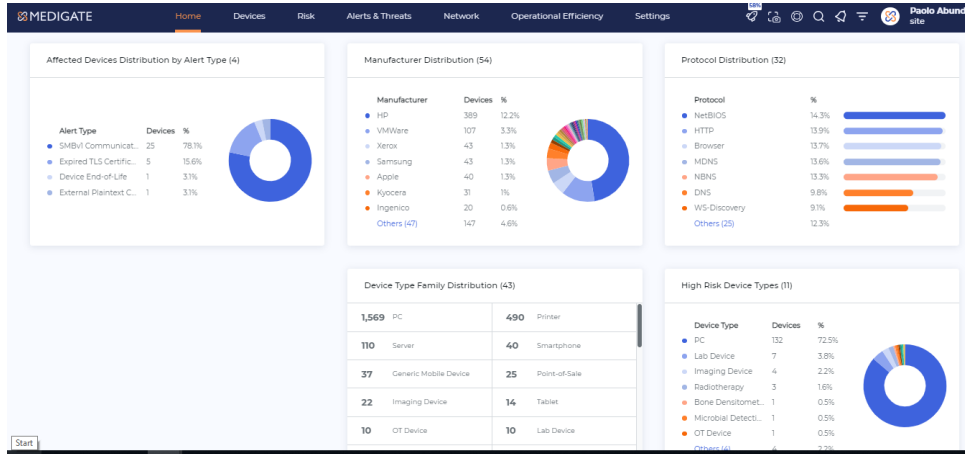 MEDIGATE Home Devices Risk Alerts & Threats Network Operational Efficiency Settings 58% Paolo Abund
site
Affected Devices Distribution by Alert Type (4)
Alert Type Devices %
SMBv1 Communicat... 25 78.1%
Expired TLS Certific... 5 15.6%
Device End-of-Life 1 3.1%
External Plaintext C... 1 3.1%
Manufacturer Distribution (54)
Manufacturer Devices %
HP 389 12.2%
VMWare 107 3.3%
Xerox 43 1.3%
Samsung 43 1.3%
Apple 40 1.3%
Kyocera 31 1%
Ingenico 20 0.6%
Others (47) 147 4.6%
Protocol Distribution (32)
Protocol %
NetBIOS 14.3%
HTTP 13.9%
Browser 13.7%
MDNS 13.6%
NBNS 13.3%
DNS 9.8%
WS-Discovery 9.1%
Others (25) 12.3%
Device Type Family Distribution (43)
1,569 PC 490 Printer
110 Server 40 Smartphone
37 Generic Mobile Device 25 Point-of-Sale
22 Imaging Device 14 Tablet
10 OT Device 10 Lab Device
High Risk Device Types (11)
Device Type Devices %
PC 132 72.5%
Lab Device 7 3.8%
Imaging Device 4 2.2%
Radiotherapy 3 1.6%
Bone Densitomet... 1 0.5%
Microbial Detecti... 1 0.5%
OT Device 1 0.5%
Others (4) 4 2.2%
Start